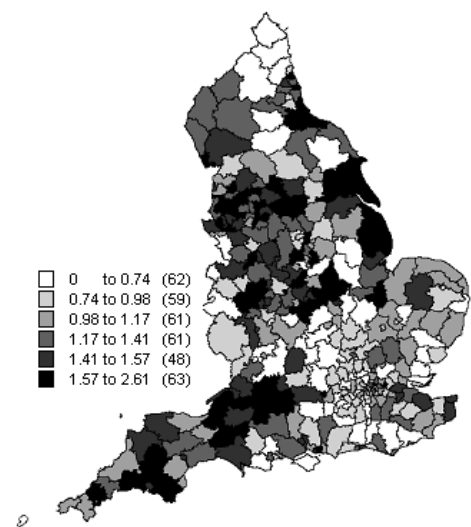 0 to 0.74 (62)
0.74 to 0.98 (59)
0.98 to 1.17 (61)
1.17 to 1.41 (61)
1.41 to 1.57 (48)
1.57 to 2.61 (63)